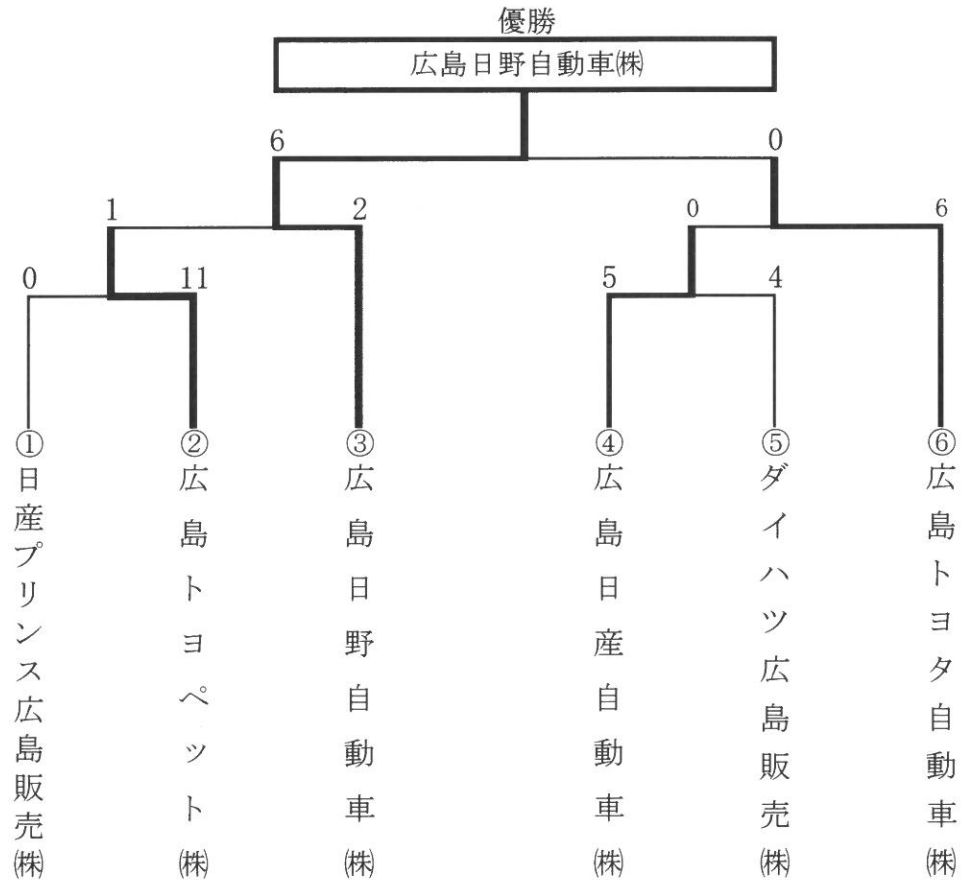 優勝
広島日野自動車㈱
6
0
1
2
0
6
0
11
5
4
①
②
③
④
⑤
⑥
日産プリンス広島販売㈱
広島トヨペット㈱
広島日野自動車㈱
広島日産自動車㈱
ダイハツ広島販売㈱
広島トヨタ自動車㈱